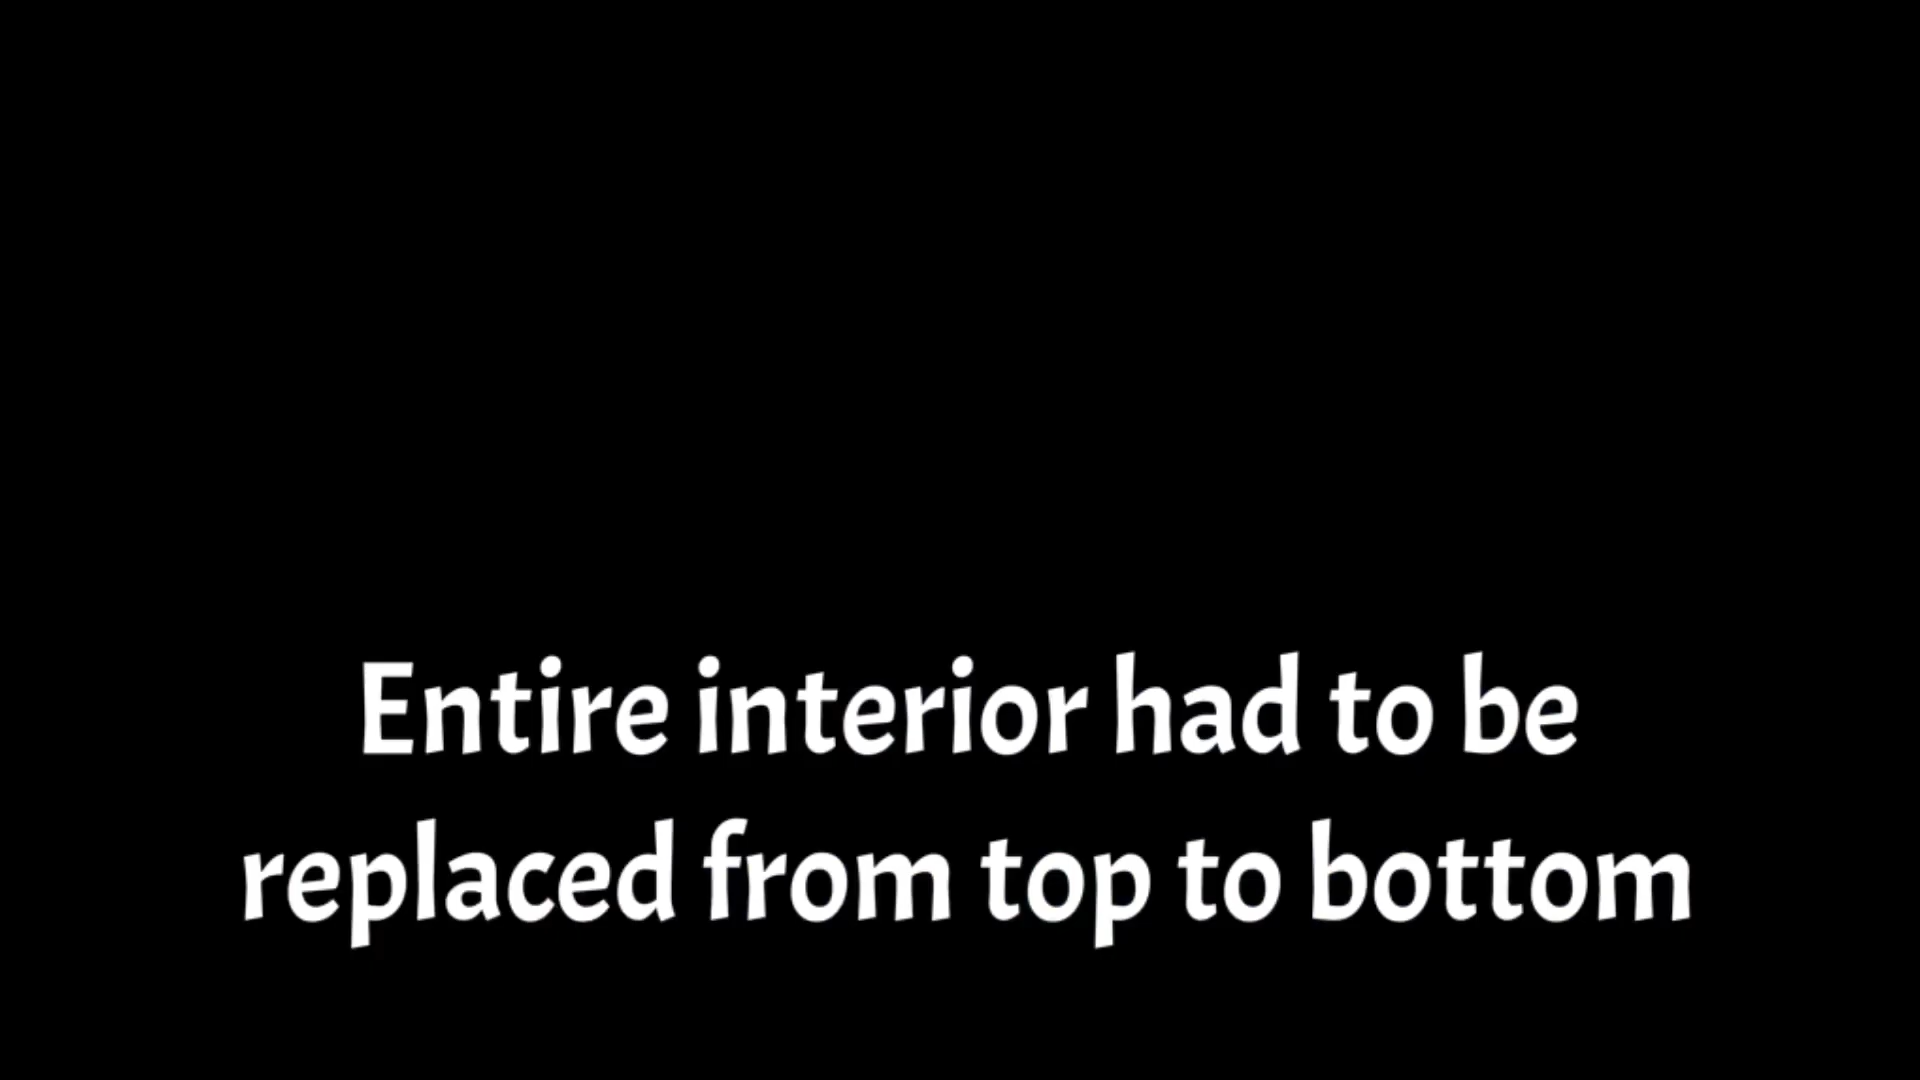 Entire interior had to be
replaced from top to bottom